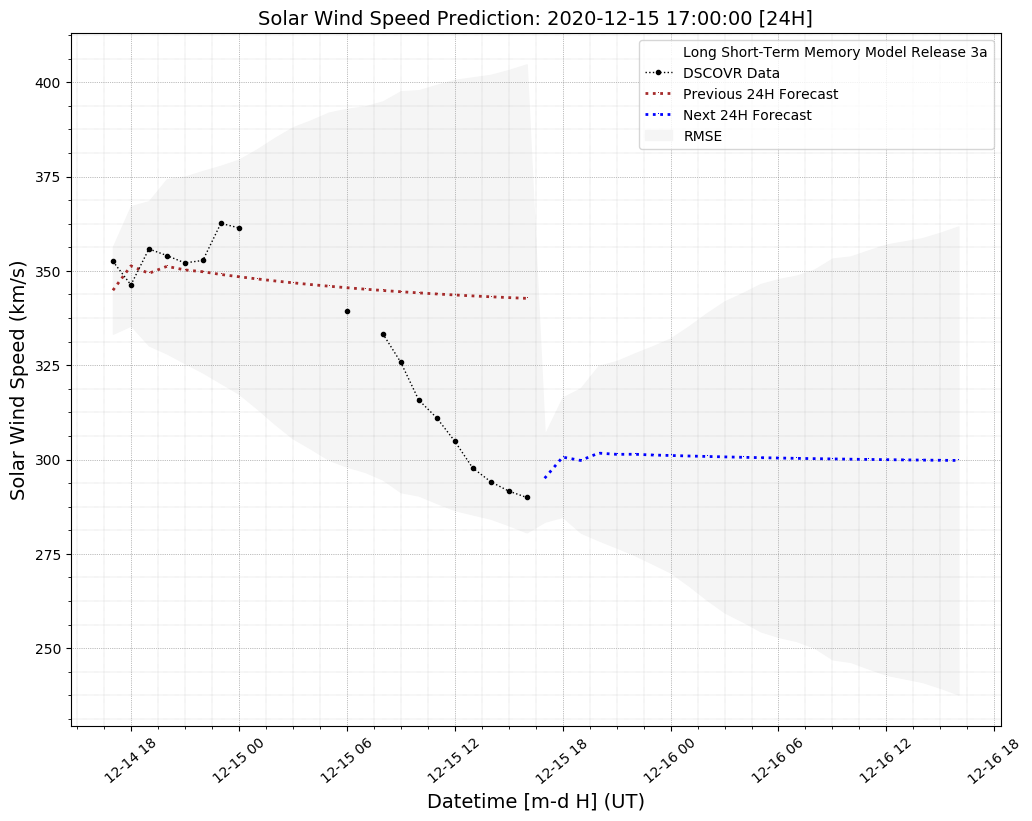 Solar Wind Speed Prediction: 2020-12-15 17:00:00 [24H]
Long Short-Term Memory Model Release 3a
DSCOVR Data
Previous 24H Forecast
Next 24H Forecast
RMSE
Solar Wind Speed (km/s)
400
375
350
325
300
275
250
12-14 18
12-15 00
12-15 06
12-15 12
12-15 18
12-16 00
12-16 06
12-16 12
12-16 18
Datetime [m-d H] (UT)